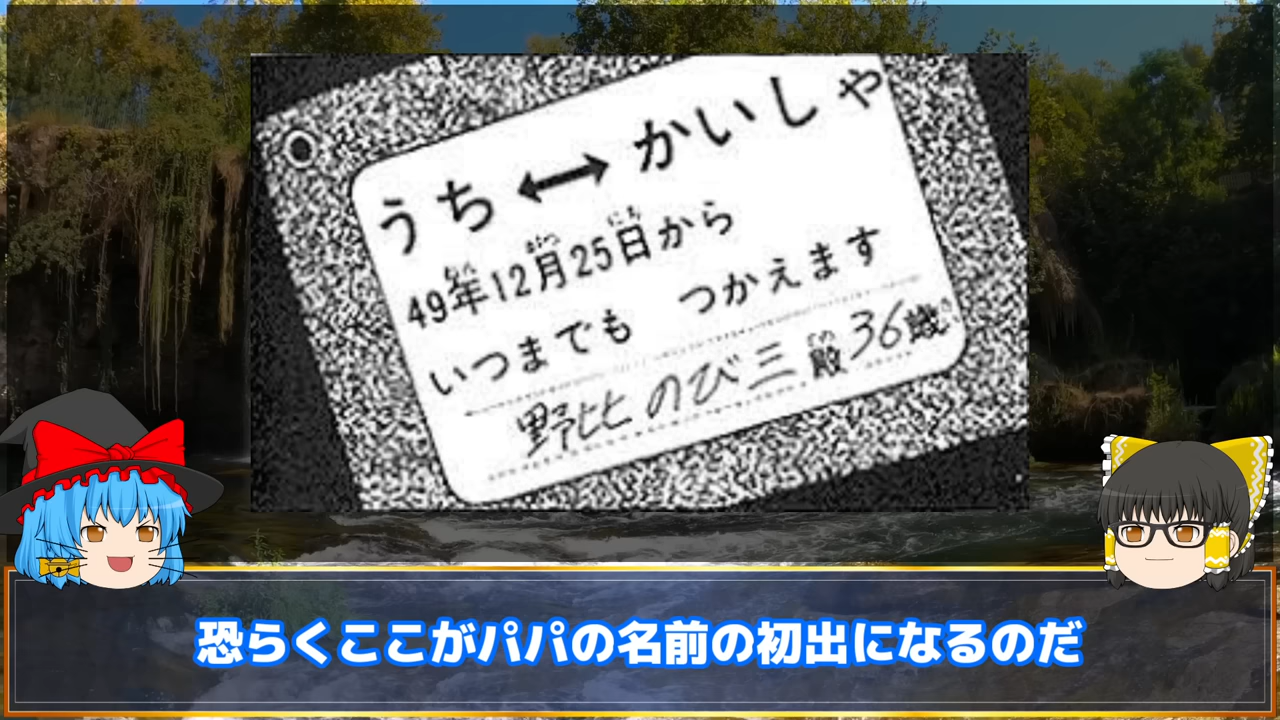 うち↔かいしゃ
49年12月25日から
いつまでも つかえます
野比のび三殿36歳
恐らくここがパパの名前の初出になるのだ